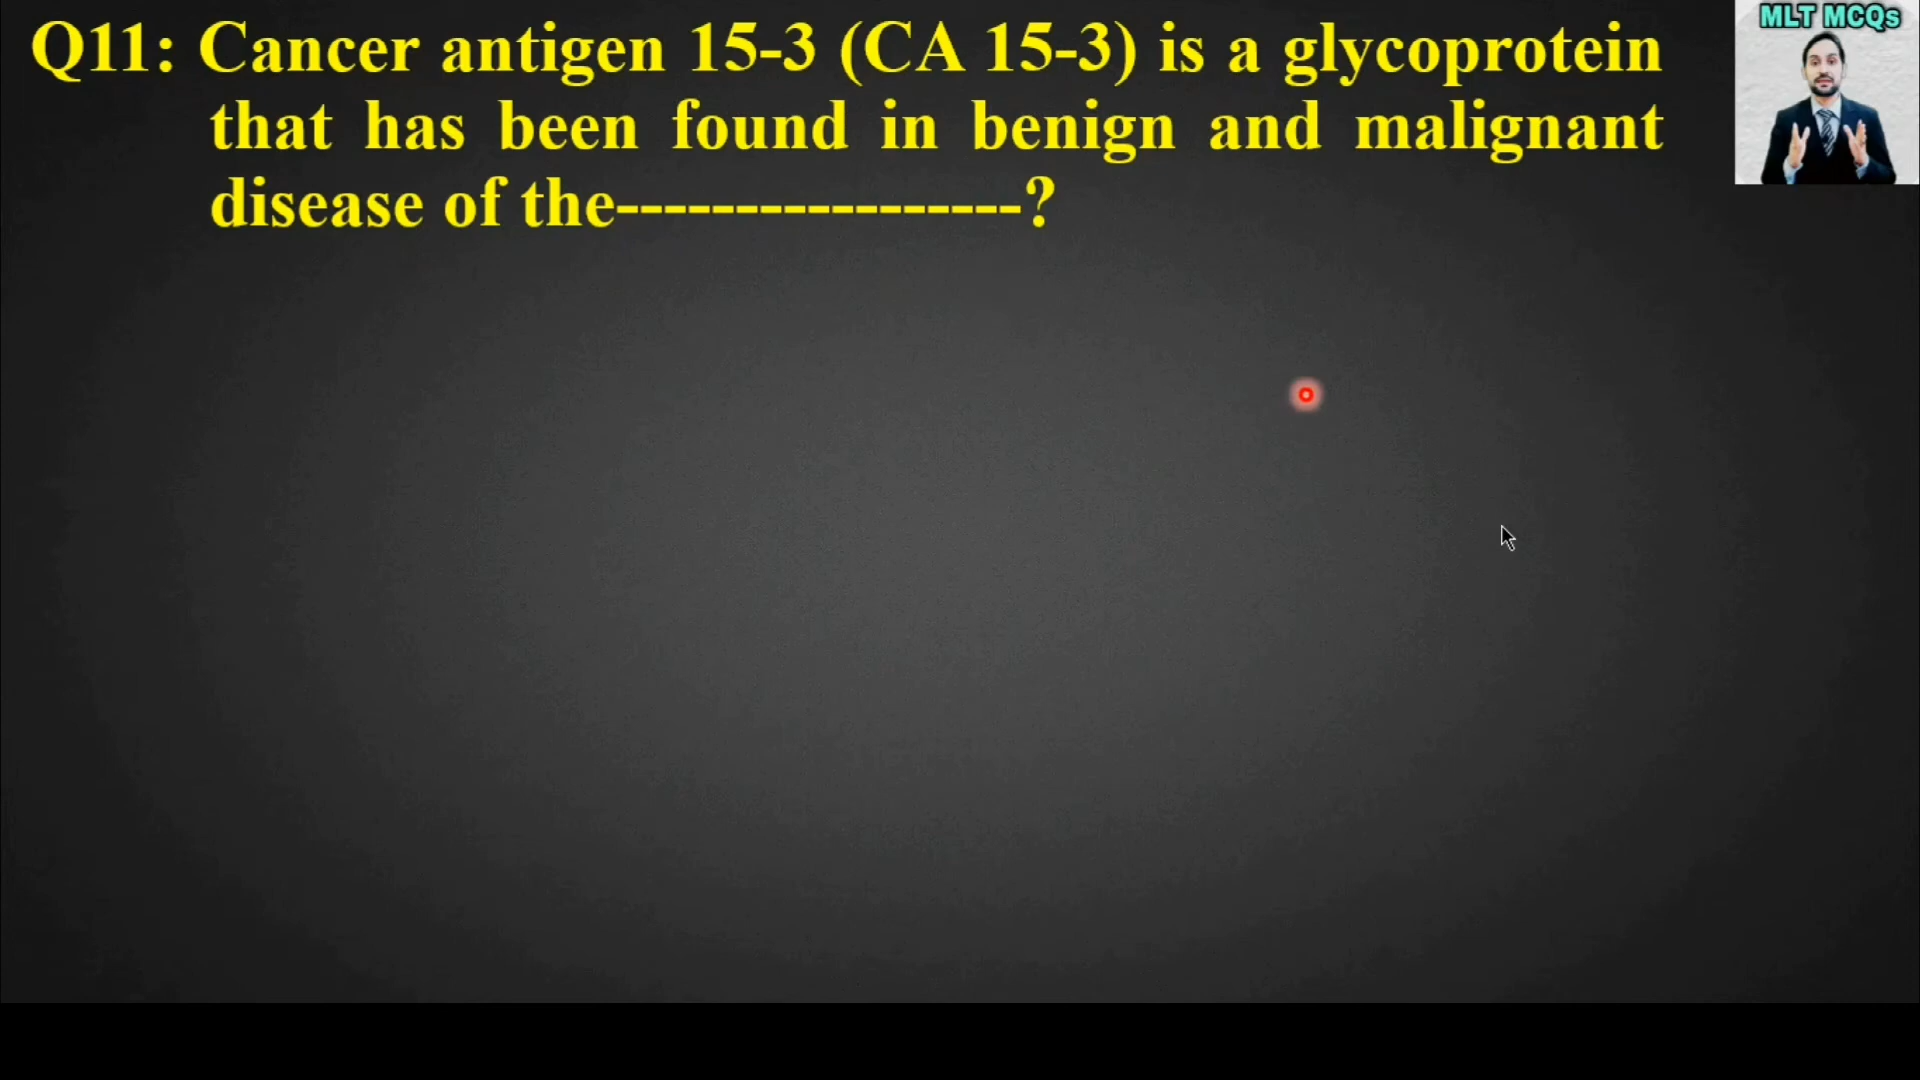 MLT MCQs
Q11: Cancer antigen 15-3 (CA 15-3) is a glycoprotein
that has been found in benign and malignant
disease of the-----------------?